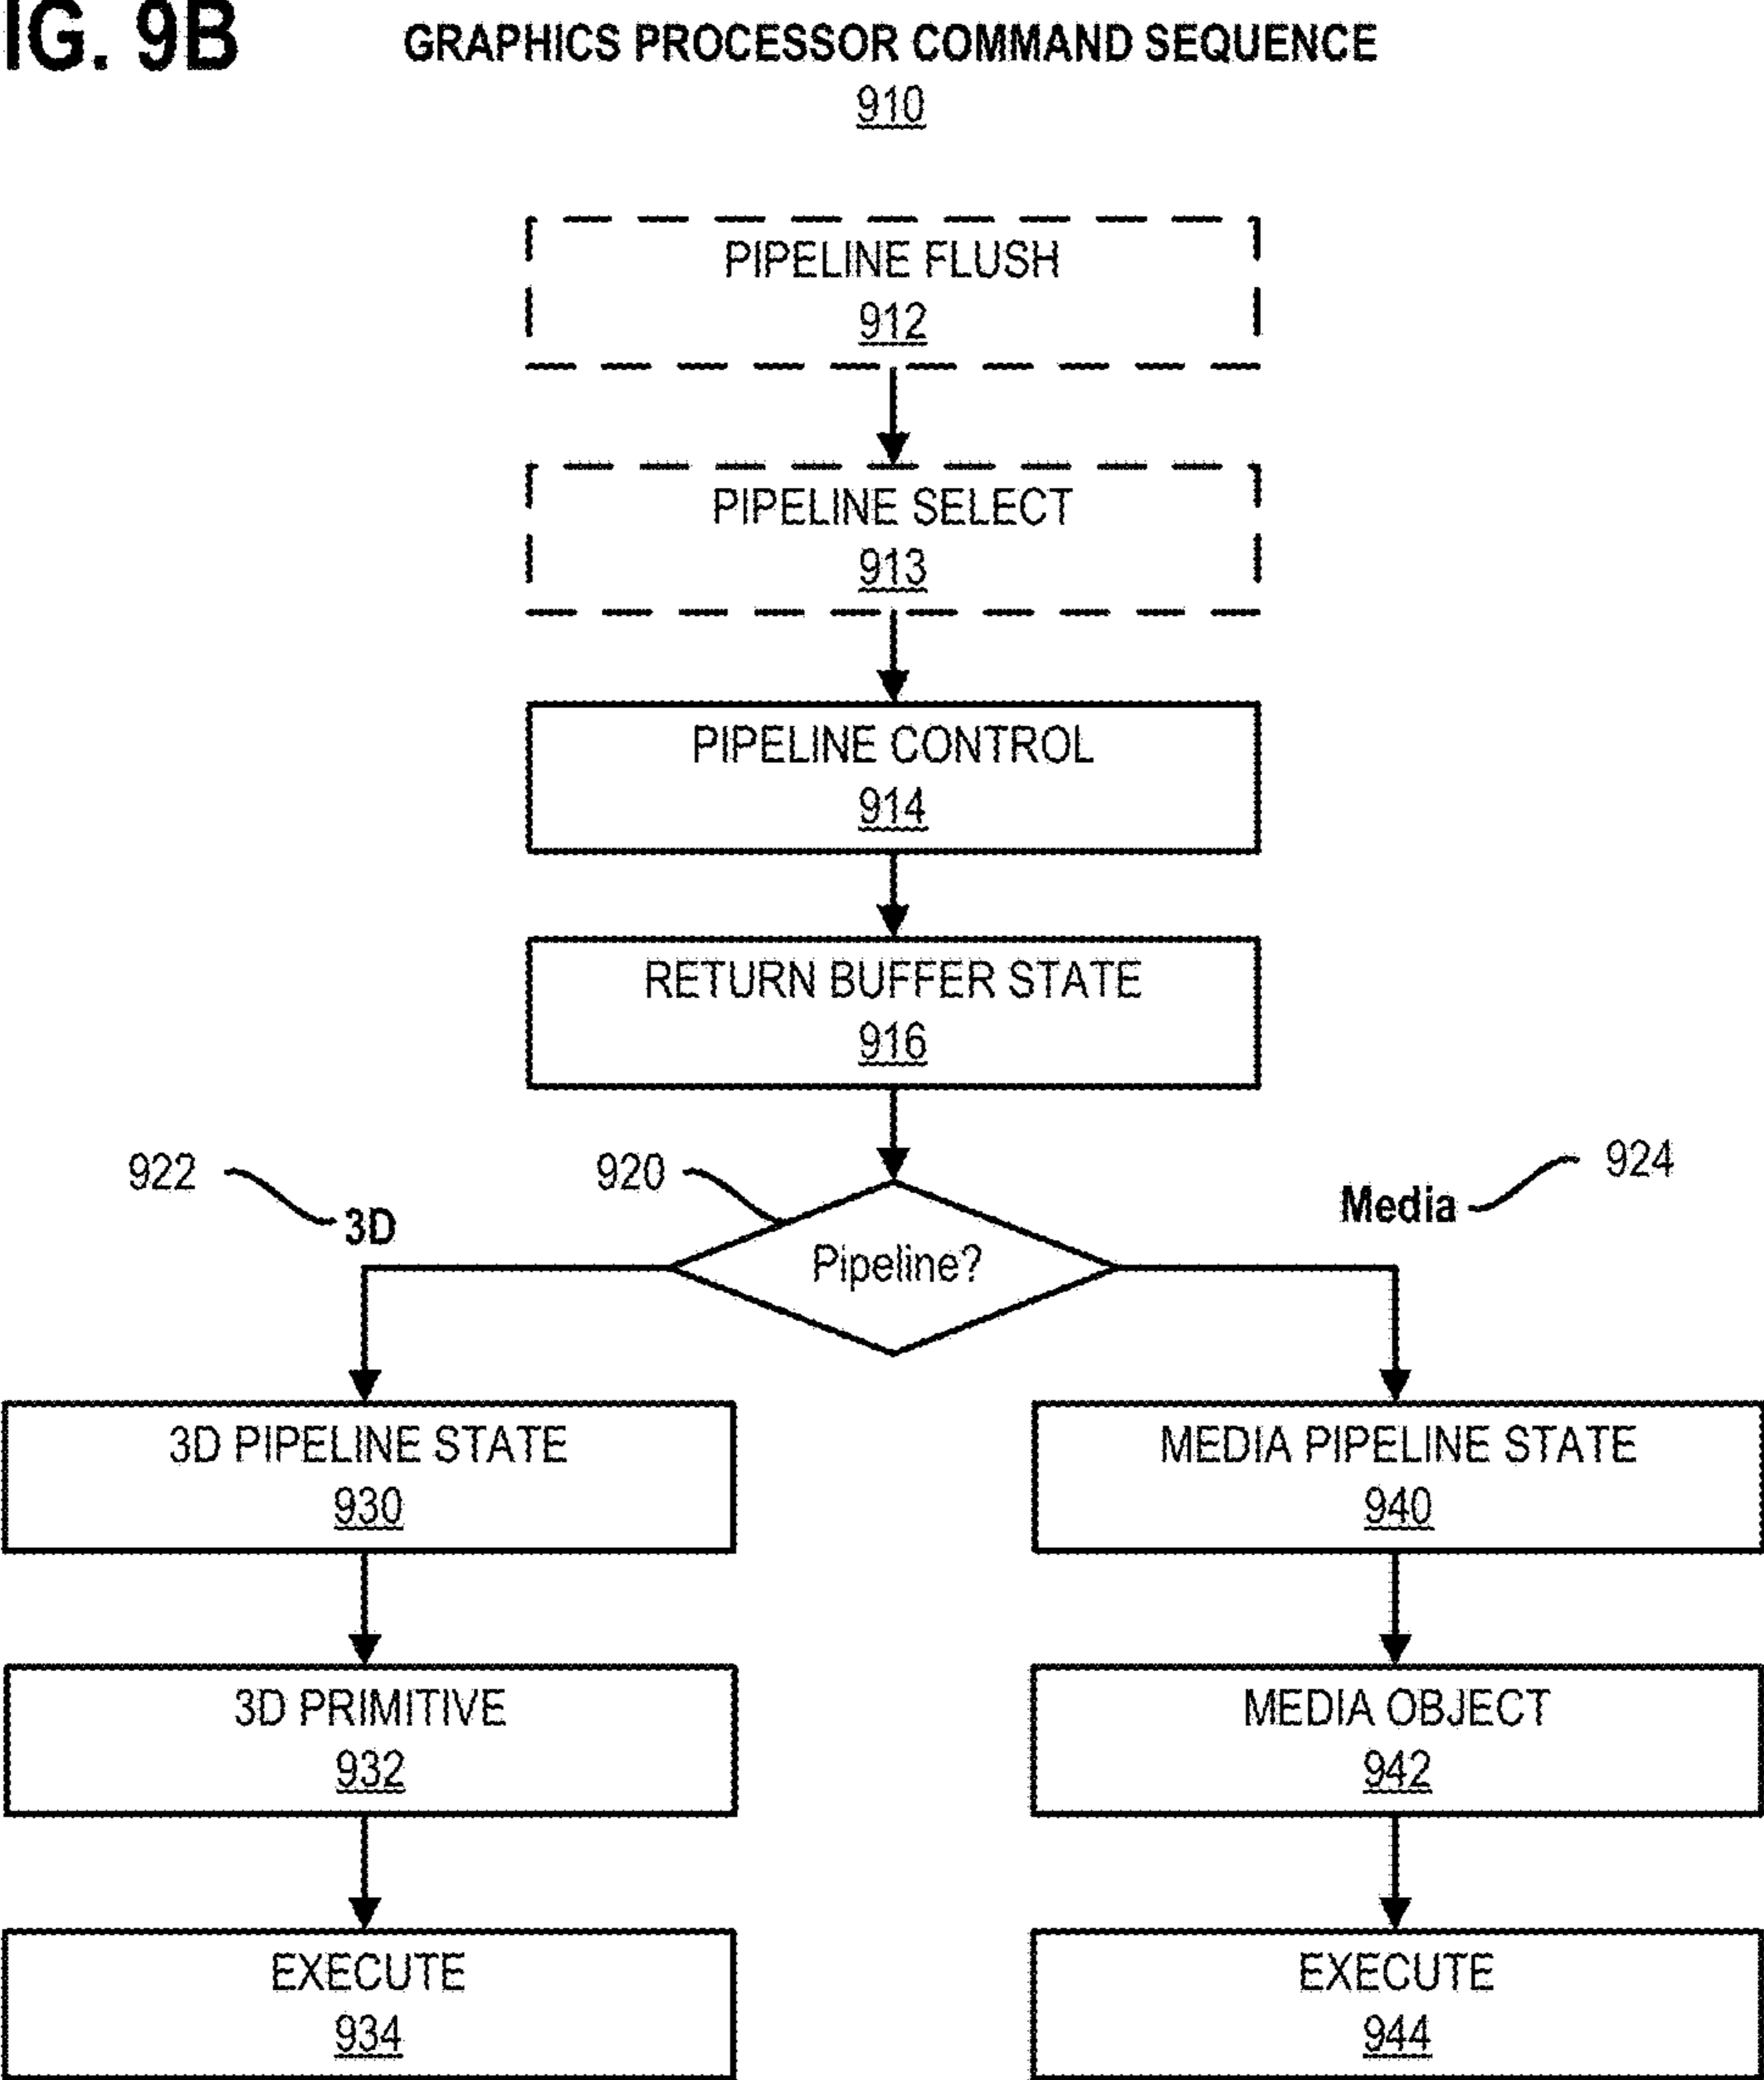 IG. 9B
GRAPHICS PROCESSOR COMMAND SEQUENCE
910
PIPELINE FLUSH
912
PIPELINE SELECT
913
PIPELINE CONTROL
914
RETURN BUFFER STATE
916
922
3D
920
Pipeline?
Media
924
3D PIPELINE STATE
930
MEDIA PIPELINE STATE
940
3D PRIMITIVE
932
MEDIA OBJECT
942
EXECUTE
934
EXECUTE
944